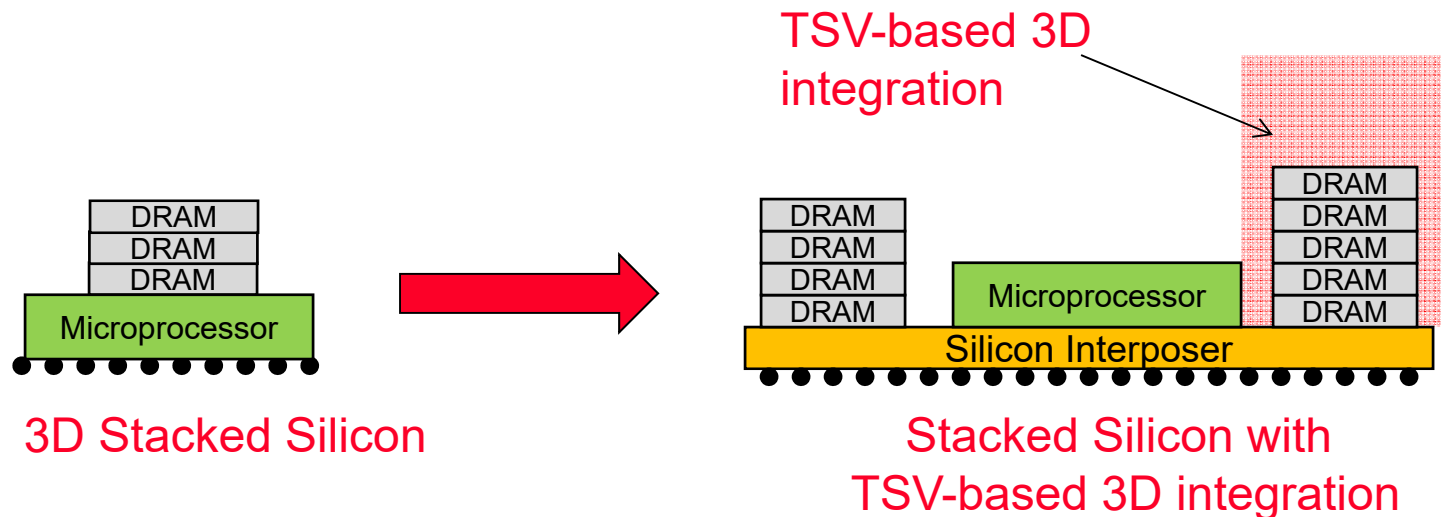 TSV-based 3D
integration
DRAM
DRAM
DRAM
Microprocessor
3D Stacked Silicon
DRAM
DRAM
DRAM
DRAM
Microprocessor
DRAM
DRAM
DRAM
DRAM
DRAM
Silicon Interposer
Stacked Silicon with
TSV-based 3D integration